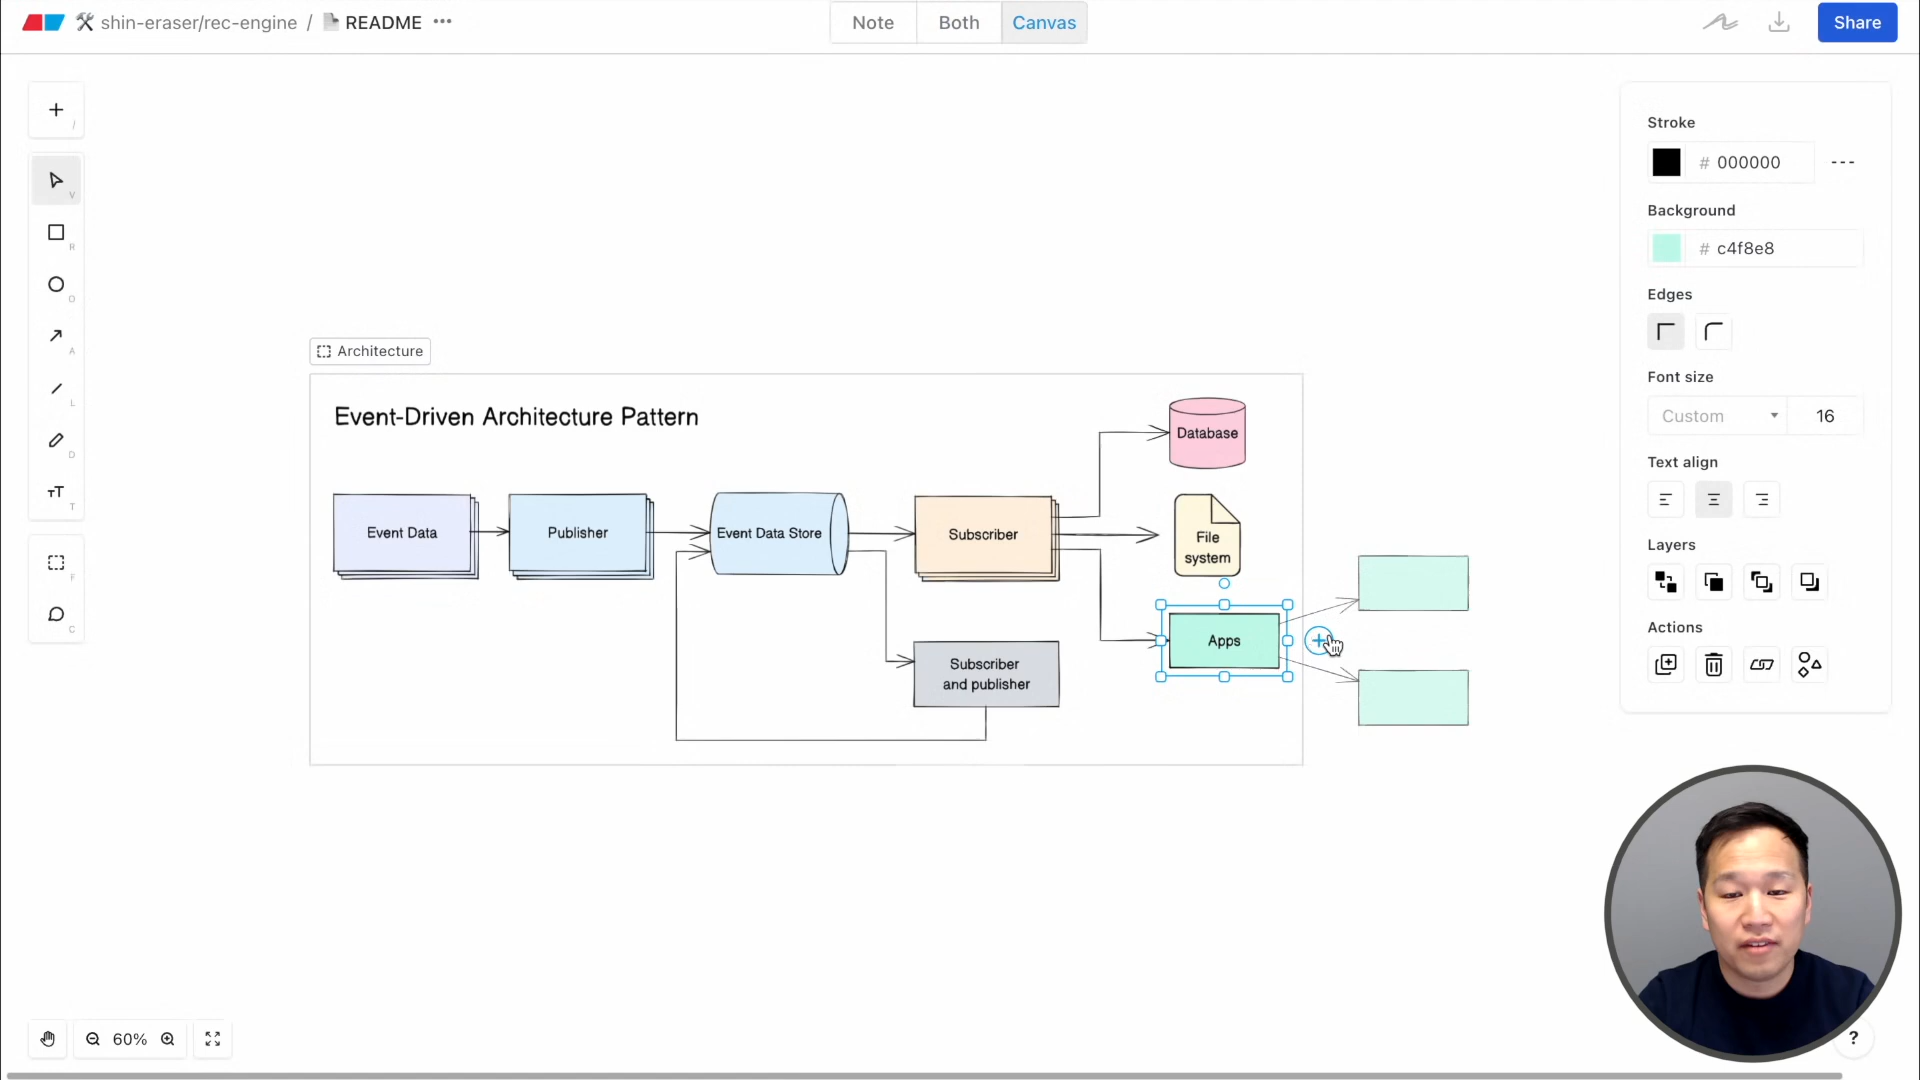 shin-eraser/rec-engine / README •••
Note Both Canvas
Share
/
V
R
O
A
L
D
T
F
C
Architecture
Event-Driven Architecture Pattern
Event Data
Publisher
Event Data Store
Subscriber
Database
File
system
Apps
Subscriber
and publisher
Stroke
# 000000
Background
# c4f8e8
Edges
Font size
Custom 16
Text align
Layers
Actions
60%
?